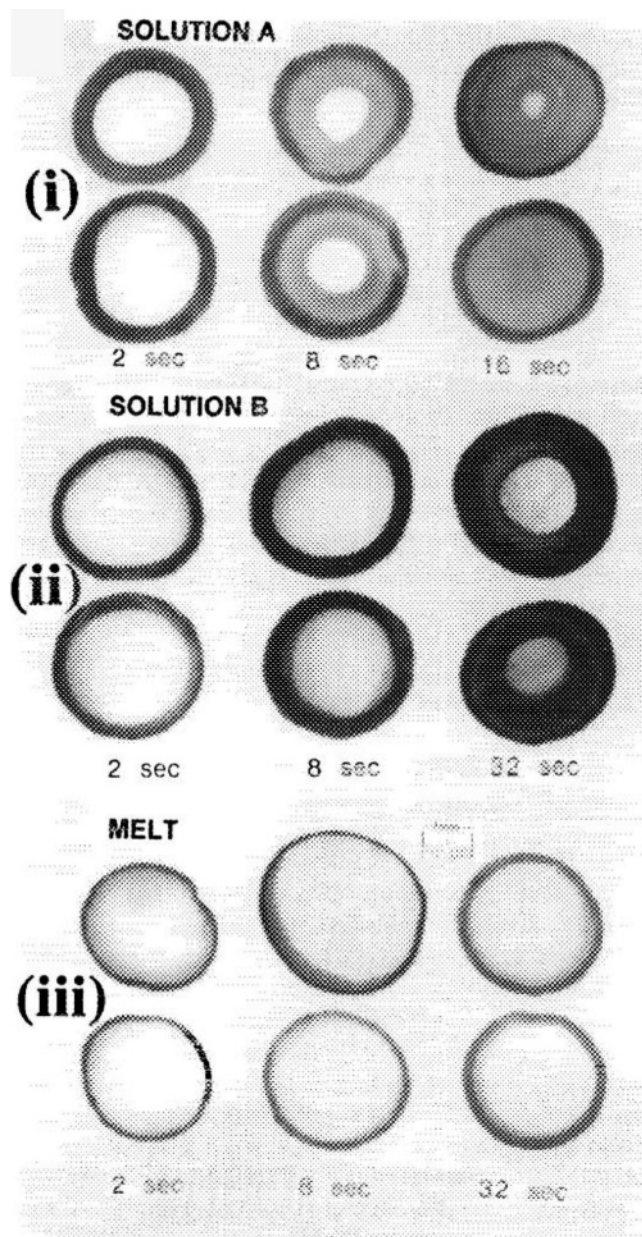 SOLUTION A
(i)
2 sec 8 sec 16 sec
SOLUTION B
(ii)
2 sec 8 sec 32 sec
MELT
(iii)
2 sec 8 sec 32 sec